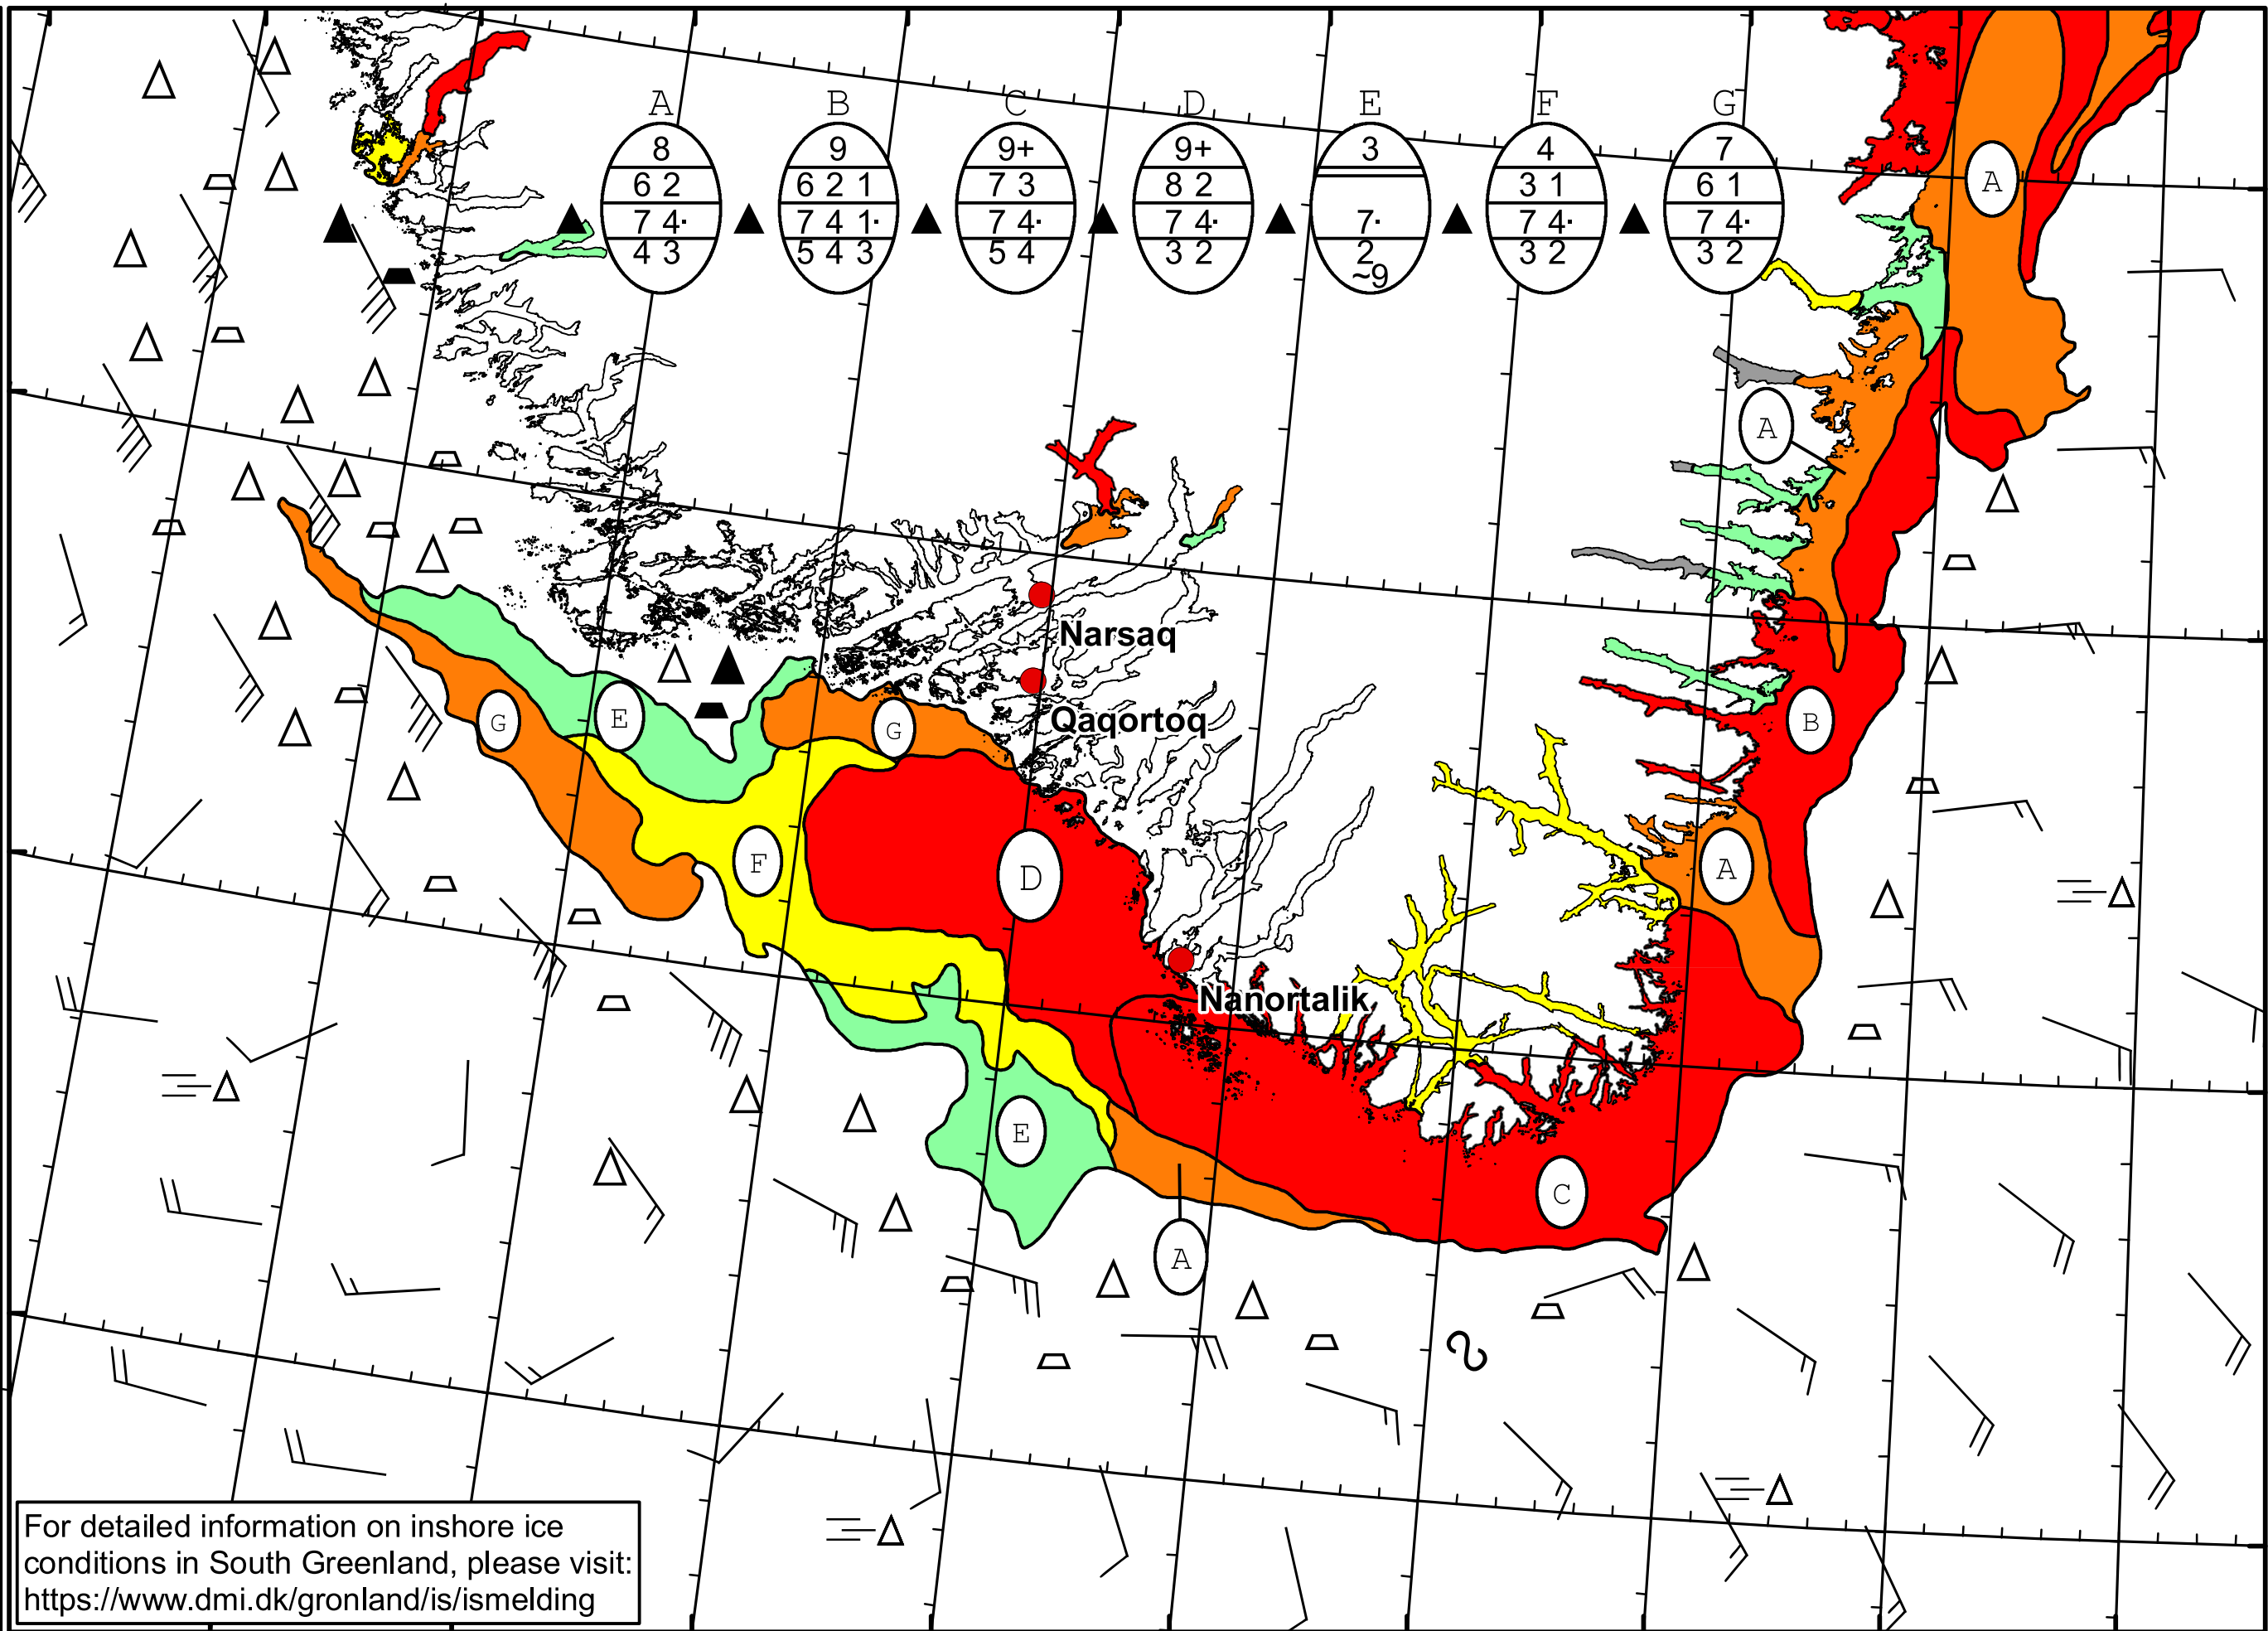 A B C D E F G
8 9 9+ 9+ 3 4 7
6 2 6 2 1 7 3 8 2 3 1 6 1
7 4· 7 4 1· 7 4· 7 4· 7· 7 4· 7 4·
4 3 5 4 3 5 4 3 2 2 3 2 3 2
~9
A
A
Narsaq
G E G Qaqortoq B
F D A
Nanortalik
E
C
A
For detailed information on inshore ice
conditions in South Greenland, please visit:
https://www.dmi.dk/gronland/is/ismelding